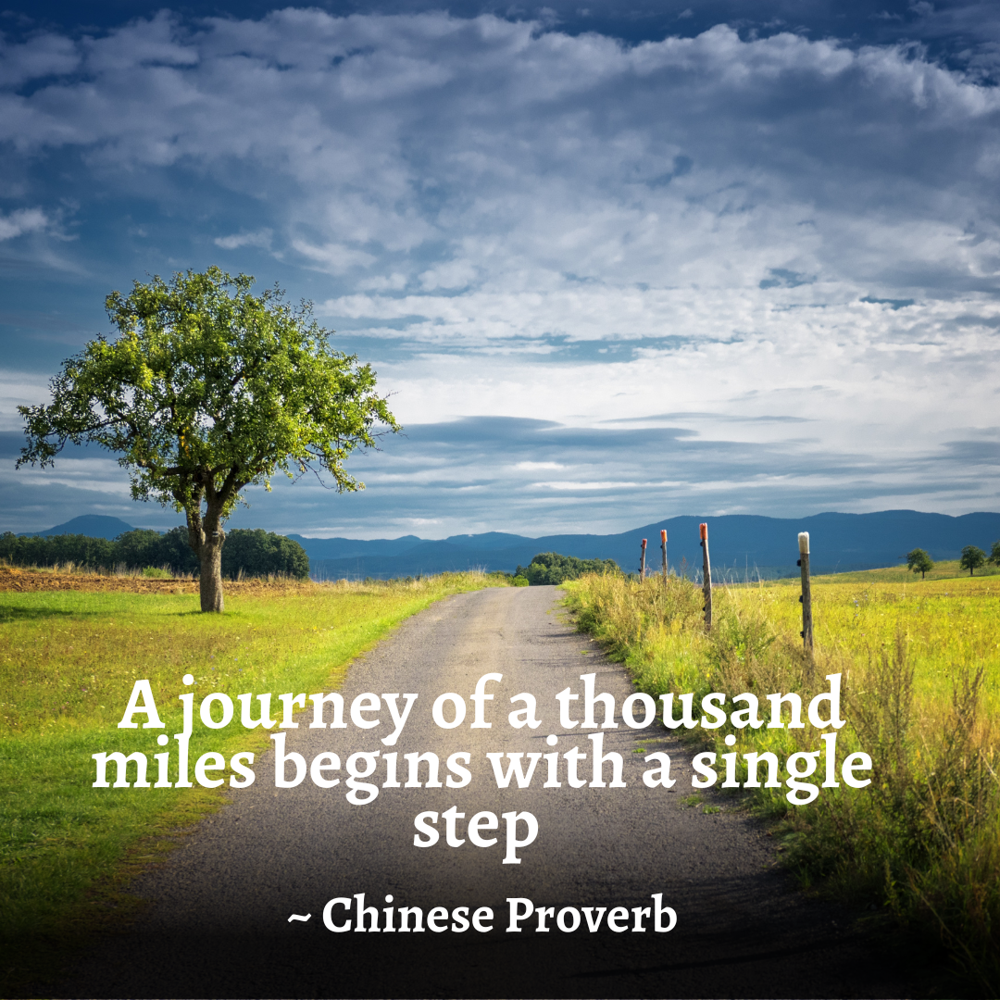 A journey of a thousand
miles begins with a single
step
~ Chinese Proverb